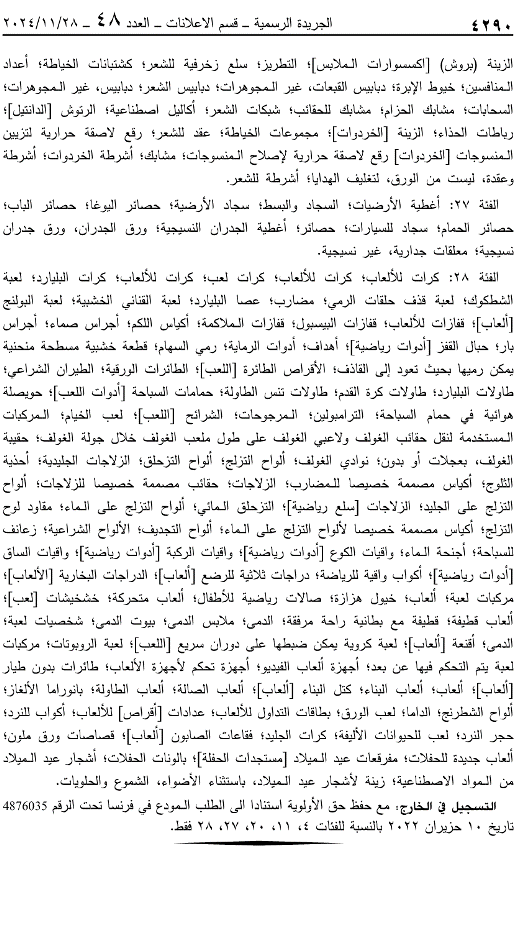 ٤٢٩٠ الجريدة الرسمية – قسم الاعلانات – العدد ٤٨ – ٢٠٢٤/١١/٢٨
الزينة (بروش) [اكسسوارات الملابس]؛ التطريز؛ سلع زخرفية للشعر؛ كشتبانات الخياطة؛ أعداد
المنافسين؛ خيوط الإبرة؛ دبابيس القبعات، غير المجوهرات؛ دبابيس الشعر؛ دبابيس، غير المجوهرات؛
السحابات؛ مشابك الحزام؛ مشابك للحقائب؛ شبكات الشعر؛ أكاليل اصطناعية؛ الرتوش [الدانتيل]؛
رباطات الحذاء؛ الزينة [الخردوات]؛ مجموعات الخياطة؛ عقد للشعر؛ رقع لاصقة حرارية لتزيين
المنسوجات [الخردوات] رقع لاصقة حرارية لإصلاح المنسوجات؛ مشابك؛ أشرطة الخردوات؛ أشرطة
وعقدة، ليست من الورق، لتغليف الهدايا؛ أشرطة للشعر.
الفئة ٢٧: أغطية الأرضيات؛ السجاد والبسط؛ سجاد الأرضية؛ حصائر اليوغا؛ حصائر الباب؛
حصائر الحمام؛ سجاد للسيارات؛ حصائر؛ أغطية الجدران النسيجية؛ ورق الجدران، ورق جدران
نسيجية؛ معلقات جدارية، غير نسيجية.
الفئة ٢٨: كرات للألعاب؛ كرات للألعاب؛ كرات لعب؛ كرات للألعاب؛ كرات البليارد؛ لعبة
الشطكوك؛ لعبة قذف حلقات الرمي؛ مضارب؛ عصا البليارد؛ لعبة القناني الخشبية؛ لعبة البولنج
[ألعاب]؛ قفازات للألعاب؛ قفازات البيسبول؛ قفازات الملاكمة؛ أكياس اللكم؛ أجراس صماء؛ أجراس
بار؛ حبال القفز [أدوات رياضية]؛ أهداف؛ أدوات الرماية؛ رمي السهام؛ قطعة خشبية مسطحة منحنية
يمكن رميها بحيث تعود إلى القاذف؛ الأقراص الطائرة [اللعب]؛ الطائرات الورقية؛ الطيران الشراعي؛
طاولات البليارد؛ طاولات كرة القدم؛ طاولات تنس الطاولة؛ حمامات السباحة [أدوات اللعب]؛ حويصلة
هوائية في حمام السباحة؛ الترامبولين؛ المرجوحات؛ الشرائح [اللعب]؛ لعب الخيام؛ المركبات
المستخدمة لنقل حقائب الغولف ولاعبي الغولف على طول ملعب الغولف خلال جولة الغولف؛ حقيبة
الغولف، بعجلات أو بدون؛ نوادي الغولف؛ ألواح التزلج؛ ألواح التزحلق؛ الزلاجات الجليدية؛ أحذية
الثلوج؛ أكياس مصممة خصيصا للمضارب؛ الزلاجات؛ حقائب مصممة خصيصا للزلاجات؛ ألواح
التزلج على الجليد؛ الزلاجات [سلع رياضية]؛ التزحلق المائي؛ ألواح التزلج على الماء؛ مقاود لوح
التزلج؛ أكياس مصممة خصيصا لألواح التزلج على الماء؛ ألواح التجديف؛ الألواح الشراعية؛ زعانف
للسباحة؛ أجنحة الماء؛ واقيات الكوع [أدوات رياضية]؛ واقيات الركبة [أدوات رياضية]؛ واقيات الساق
[أدوات رياضية]؛ أكواب واقية للرياضة؛ دراجات ثلاثية للرضع [ألعاب]؛ الدراجات البخارية [الألعاب]؛
مركبات لعبة؛ ألعاب؛ خيول هزازة؛ صالات رياضية للأطفال؛ ألعاب متحركة؛ خشخيشات [لعب]؛
ألعاب قطيفة؛ قطيفة مع بطانية راحة مرفقة؛ الدمى؛ ملابس الدمى؛ بيوت الدمى؛ شخصيات لعبة؛
الدمى؛ أقنعة [ألعاب]؛ لعبة كروية يمكن ضبطها على دوران سريع [اللعب]؛ لعبة الروبوتات؛ مركبات
لعبة يتم التحكم فيها عن بعد؛ أجهزة ألعاب الفيديو؛ أجهزة تحكم لأجهزة الألعاب؛ طائرات بدون طيار
[ألعاب]؛ ألعاب؛ ألعاب البناء؛ كتل البناء [ألعاب]؛ ألعاب الصالة؛ ألعاب الطاولة؛ بانوراما الألغاز؛
ألواح الشطرنج؛ الداما؛ لعب الورق؛ بطاقات التداول للألعاب؛ عدادات [أقراص] للألعاب؛ أكواب للنرد؛
حجر النرد؛ لعب للحيوانات الأليفة؛ كرات الجليد؛ فقاعات الصابون [ألعاب]؛ قصاصات ورق ملون؛
ألعاب جديدة للحفلات؛ مفرقعات عيد الميلاد [مستجدات الحفلة]؛ بالونات الحفلات؛ أشجار عيد الميلاد
من المواد الاصطناعية؛ زينة لأشجار عيد الميلاد، باستثناء الأضواء، الشموع والحلويات.
التسجيل في الخارج: مع حفظ حق الأولوية استنادا الى الطلب المودع في فرنسا تحت الرقم 4876035
تاريخ ١٠ حزيران ٢٠٢٢ بالنسبة للفئات ٤، ١١، ٢٠، ٢٧، ٢٨ فقط.